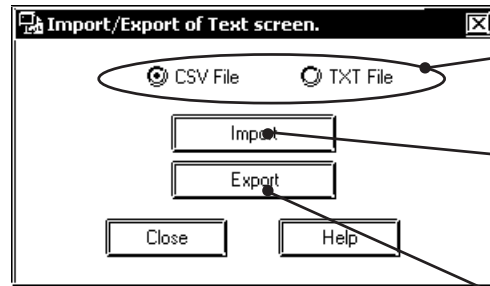 Import/Export of Text screen.
CSV File TXT File
Import
Export
Close Help